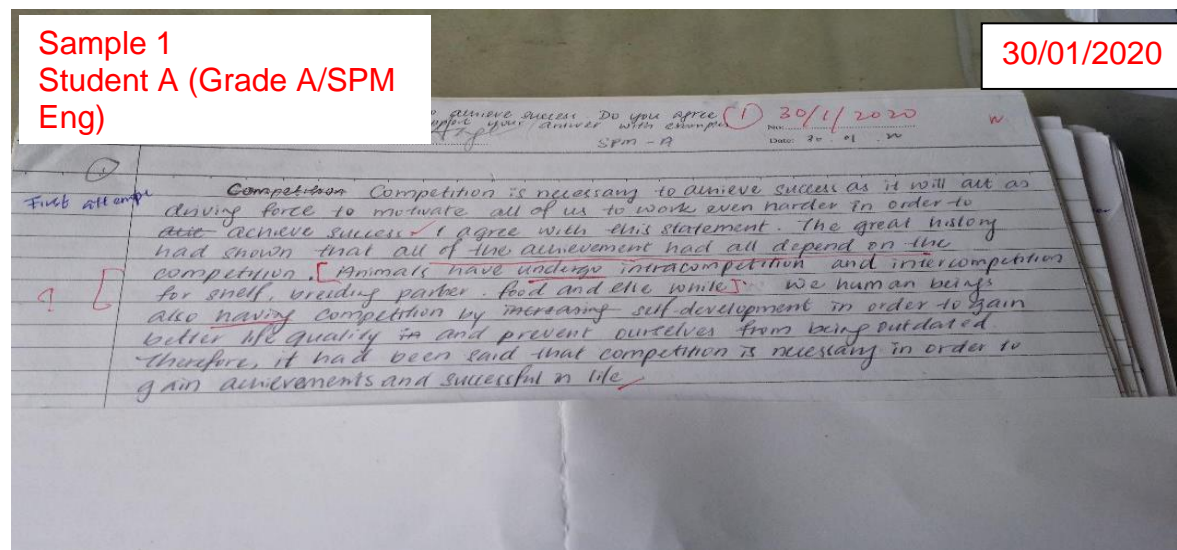 Sample 1
Student A (Grade A/SPM
Eng)
30/01/2020
achieve success Do you agree (1) 30/1/2020
support your answer with examples No:
SPM - A Date: 30 . 01 . 20
1
First attempt Competition Competition is necessary to achieve success as it will act as
driving force to motivate all of us to work even harder in order to
achieve success I agree with this statement. The great history
had shown that all of the achievement had all depend on the
competition. [Animals have undergo intracompetition and intercompetition
? for shelf, breeding partner. food and else while] we human beings
also having competition by increasing self-development in order to gain
better life quality in and prevent ourselves from being outdated.
Therefore, it had been said that competition is necessary in order to
gain achievements and successful in life